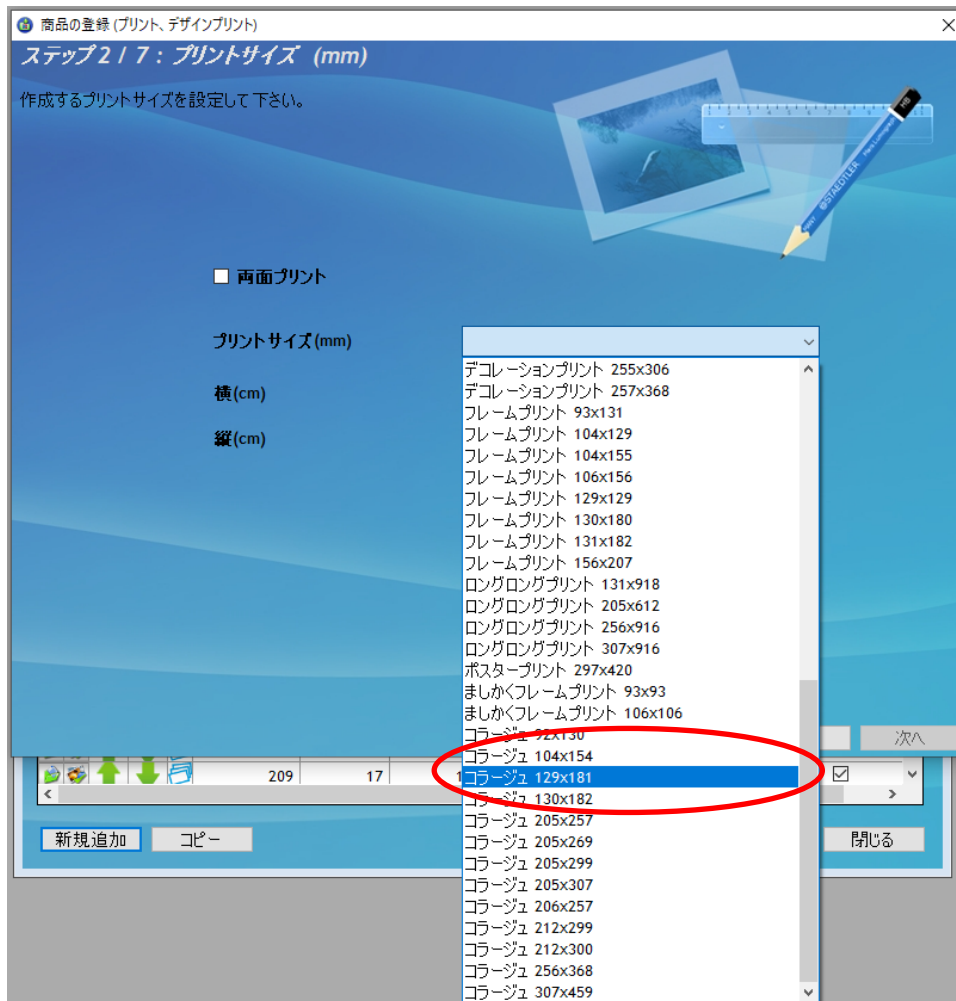 商品の登録 (プリント、デザインプリント)
ステップ2 / 7 : プリントサイズ (mm)
作成するプリントサイズを設定して下さい。
STAEDTLER
HB
両面プリント
プリントサイズ(mm)
横(cm)
縦(cm)
デコレーションプリント 255x306
デコレーションプリント 257x368
フレームプリント 93x131
フレームプリント 104x129
フレームプリント 104x155
フレームプリント 106x156
フレームプリント 129x129
フレームプリント 130x180
フレームプリント 131x182
フレームプリント 156x207
ロングロングプリント 131x918
ロングロングプリント 205x612
ロングロングプリント 256x916
ロングロングプリント 307x916
ポスタープリント 297x420
ましかくフレームプリント 93x93
ましかくフレームプリント 106x106
コラージュ 92x130
コラージュ 104x154
コラージュ 129x181
コラージュ 130x182
コラージュ 205x257
コラージュ 205x269
コラージュ 205x299
コラージュ 205x307
コラージュ 206x257
コラージュ 212x299
コラージュ 212x300
コラージュ 256x368
コラージュ 307x459
次へ
209 17
新規追加 コピー 閉じる